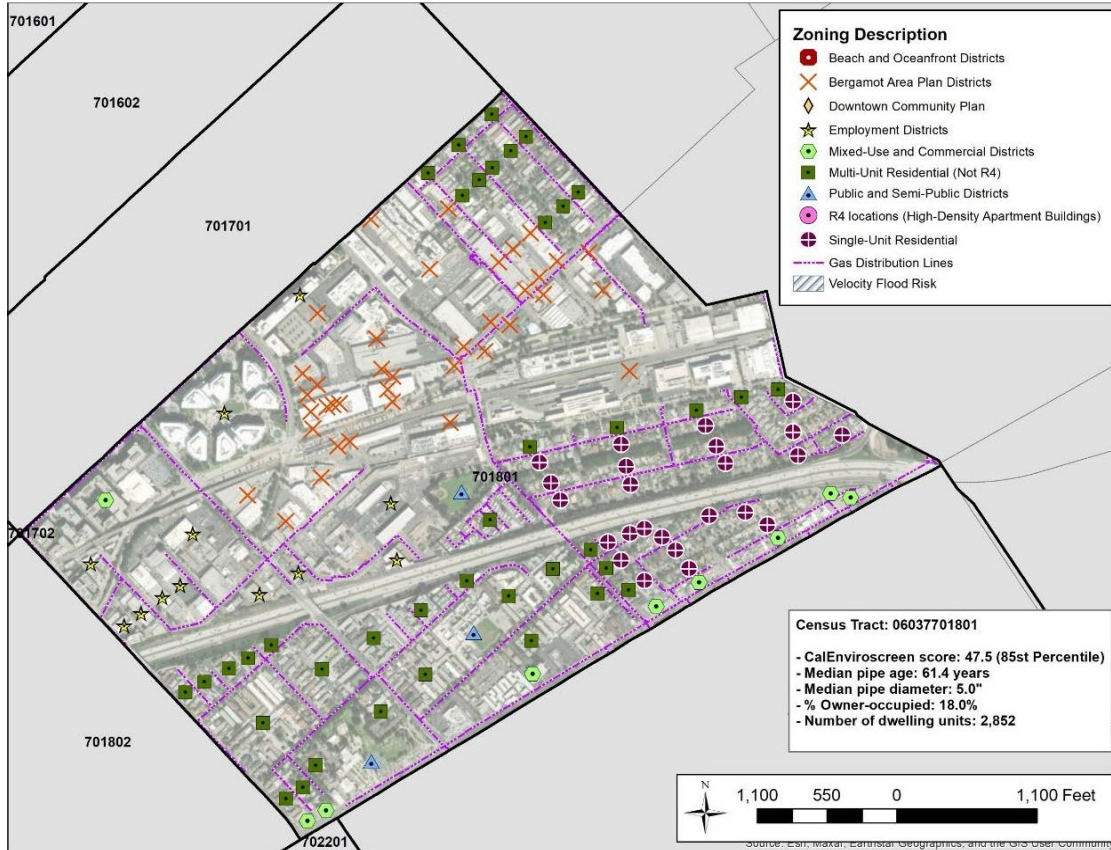 701601
701602
701701
701801
701702
701802
702201
Zoning Description
Beach and Oceanfront Districts
Bergamot Area Plan Districts
Downtown Community Plan
Employment Districts
Mixed-Use and Commercial Districts
Multi-Unit Residential (Not R4)
Public and Semi-Public Districts
R4 locations (High-Density Apartment Buildings)
Single-Unit Residential
Gas Distribution Lines
Velocity Flood Risk
Census Tract: 06037701801
- CalEnviroscreen score: 47.5 (85st Percentile)
- Median pipe age: 61.4 years
- Median pipe diameter: 5.0"
- % Owner-occupied: 18.0%
- Number of dwelling units: 2,852
N
1,100 550 0 1,100 Feet
Source: Esri, Maxar, Earthstar Geographics, and the GIS User Community